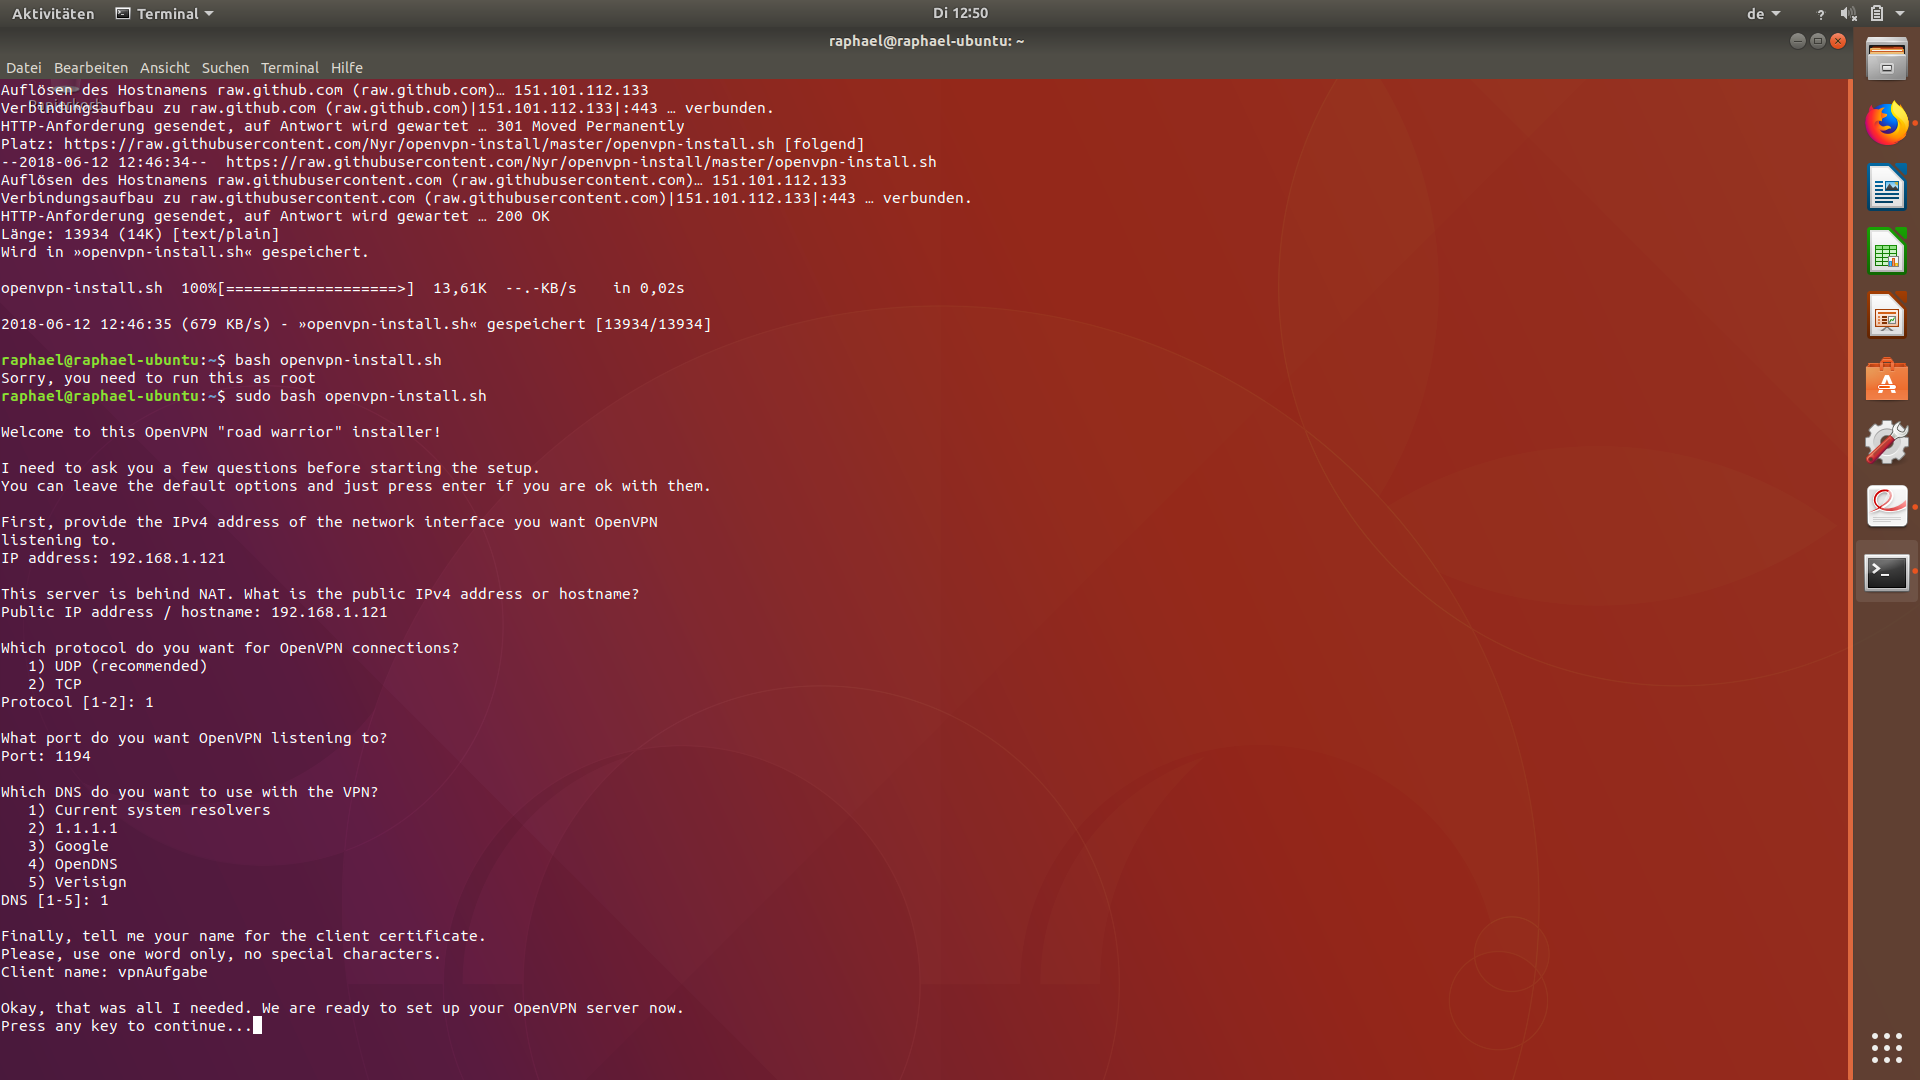 Aktivitäten Terminal Di 12:50 de ?
raphael@raphael-ubuntu: ~
Datei Bearbeiten Ansicht Suchen Terminal Hilfe
Auflösen des Hostnamens raw.github.com (raw.github.com)… 151.101.112.133
Papierkorb
Verbindungsaufbau zu raw.github.com (raw.github.com)|151.101.112.133|:443 … verbunden.
HTTP-Anforderung gesendet, auf Antwort wird gewartet … 301 Moved Permanently
Platz: https://raw.githubusercontent.com/Nyr/openvpn-install/master/openvpn-install.sh [folgend]
--2018-06-12 12:46:34--  https://raw.githubusercontent.com/Nyr/openvpn-install/master/openvpn-install.sh
Auflösen des Hostnamens raw.githubusercontent.com (raw.githubusercontent.com)… 151.101.112.133
Verbindungsaufbau zu raw.githubusercontent.com (raw.githubusercontent.com)|151.101.112.133|:443 … verbunden.
HTTP-Anforderung gesendet, auf Antwort wird gewartet … 200 OK
Länge: 13934 (14K) [text/plain]
Wird in »openvpn-install.sh« gespeichert.
openvpn-install.sh  100%[===================>]  13,61K  --.-KB/s    in 0,02s
2018-06-12 12:46:35 (679 KB/s) - »openvpn-install.sh« gespeichert [13934/13934]
raphael@raphael-ubuntu:~$ bash openvpn-install.sh
Sorry, you need to run this as root
raphael@raphael-ubuntu:~$ sudo bash openvpn-install.sh
Welcome to this OpenVPN "road warrior" installer!
I need to ask you a few questions before starting the setup.
You can leave the default options and just press enter if you are ok with them.
First, provide the IPv4 address of the network interface you want OpenVPN
listening to.
IP address: 192.168.1.121
This server is behind NAT. What is the public IPv4 address or hostname?
Public IP address / hostname: 192.168.1.121
Which protocol do you want for OpenVPN connections?
   1) UDP (recommended)
   2) TCP
Protocol [1-2]: 1
What port do you want OpenVPN listening to?
Port: 1194
Which DNS do you want to use with the VPN?
   1) Current system resolvers
   2) 1.1.1.1
   3) Google
   4) OpenDNS
   5) Verisign
DNS [1-5]: 1
Finally, tell me your name for the client certificate.
Please, use one word only, no special characters.
Client name: vpnAufgabe
Okay, that was all I needed. We are ready to set up your OpenVPN server now.
Press any key to continue...